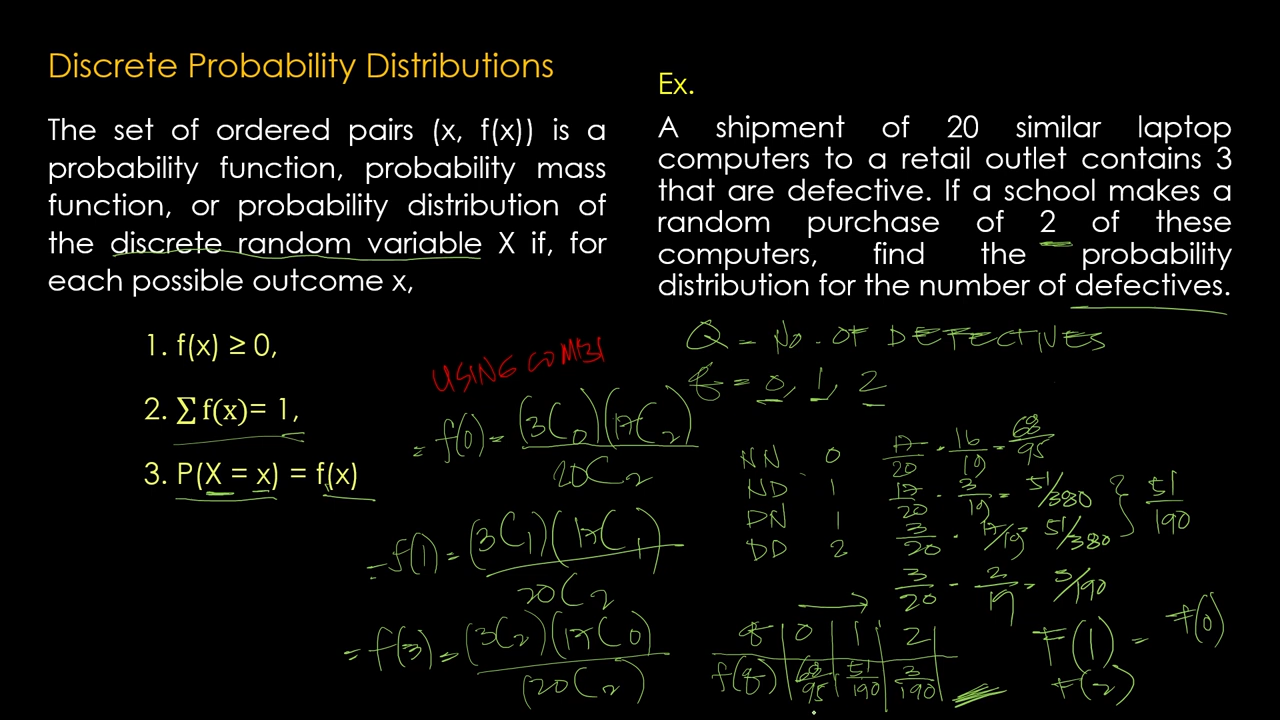 Discrete Probability Distributions
The set of ordered pairs (x, f(x)) is a
probability function, probability mass
function, or probability distribution of
the discrete random variable X if, for
each possible outcome x,
1. f(x) ≥ 0,
2. ∑ f(x)= 1,
3. P(X = x) = f(x)
Ex.
A shipment of 20 similar laptop
computers to a retail outlet contains 3
that are defective. If a school makes a
random purchase of 2 of these
computers, find the probability
distribution for the number of defectives.
Q = NO. OF DEFECTIVES
q = 0, 1, 2
USING COMBI
= f(0) = (3C0)(17C2) / 20C2
= f(1) = (3C1)(17C1) / 20C2
= f(3) = (3C2)(17C0) / (20C2)
NN 0 17/20 · 16/19 = 68/95
ND 1 17/20 · 3/19 = 51/380 } 51/190
DN 1 3/20 · 17/19 = 51/380
DD 2 3/20 · 2/19 = 3/190
q | 0 | 1 | 2 |
f(q) | 68/95 | 51/190 | 3/190 |
F(1) = f(0)
F(2)